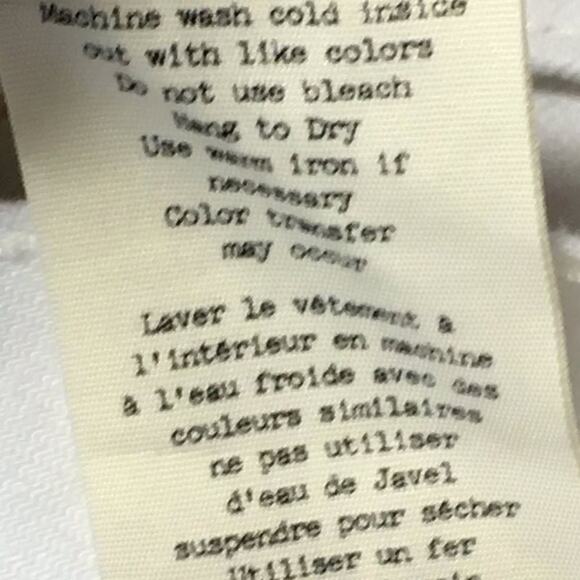 Machine wash cold inside
out with like colors
Do not use bleach
Hang to Dry
Use warm iron if
necessary
Color transfer
may occur
Laver le vêtement à
l'intérieur en machine
à l'eau froide avec des
couleurs similaires
ne pas utiliser
d'eau de Javel
suspendre pour sécher
Utiliser un fer